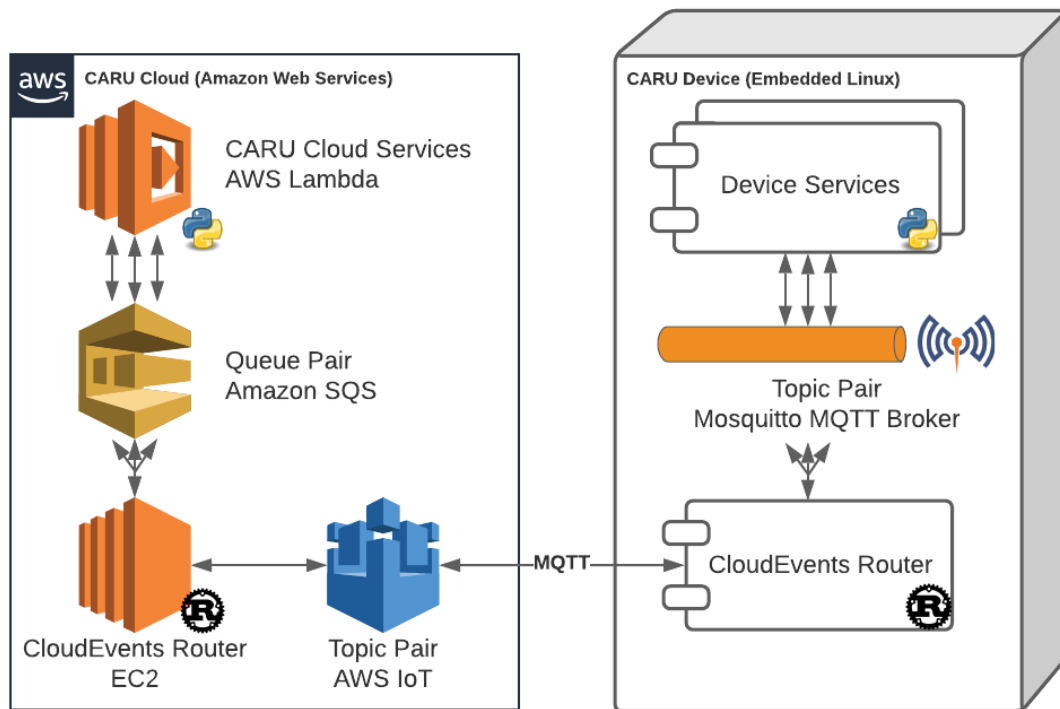 aws
CARU Cloud (Amazon Web Services)
CARU Cloud Services
AWS Lambda
Queue Pair
Amazon SQS
R
CloudEvents Router
EC2
Topic Pair
AWS IoT
MQTT
CARU Device (Embedded Linux)
Device Services
Topic Pair
Mosquitto MQTT Broker
CloudEvents Router
R